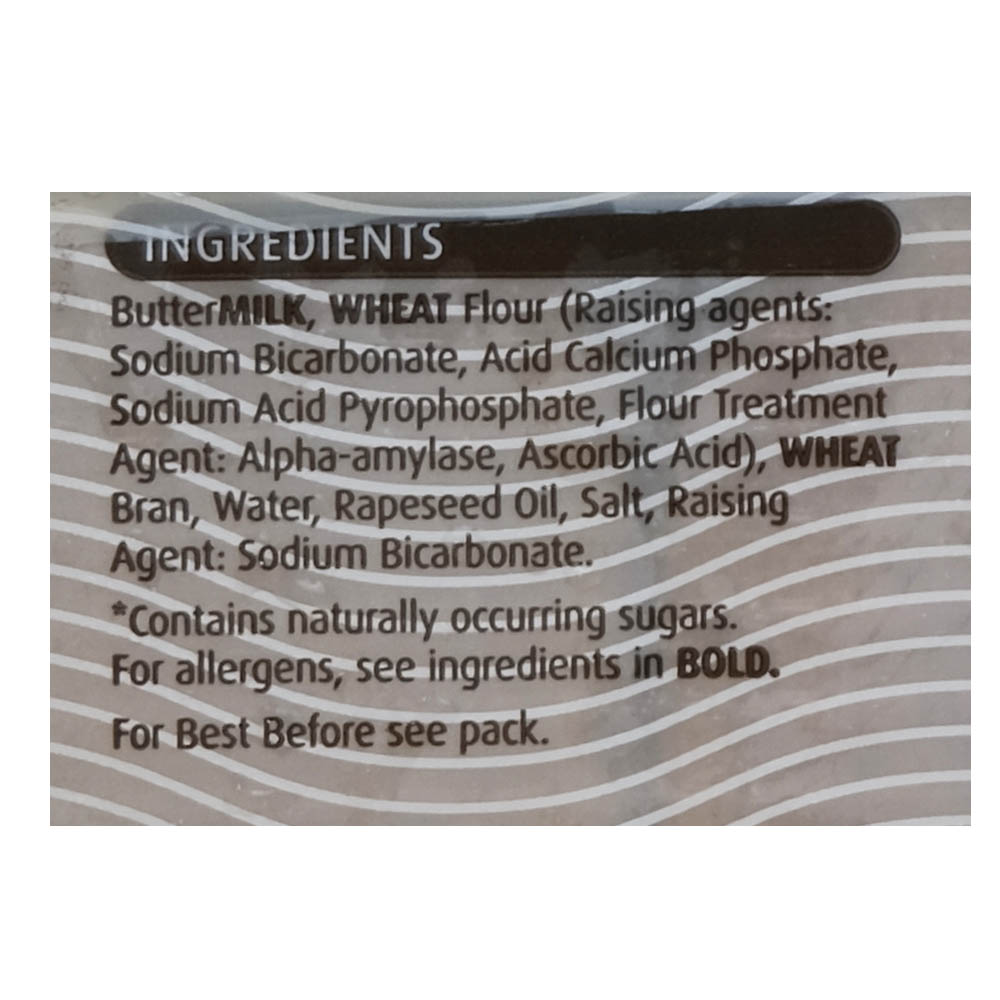 INGREDIENTS
ButterMILK, WHEAT Flour (Raising agents:
Sodium Bicarbonate, Acid Calcium Phosphate,
Sodium Acid Pyrophosphate, Flour Treatment
Agent: Alpha-amylase, Ascorbic Acid), WHEAT
Bran, Water, Rapeseed Oil, Salt, Raising
Agent: Sodium Bicarbonate.
*Contains naturally occurring sugars.
For allergens, see ingredients in BOLD.
For Best Before see pack.